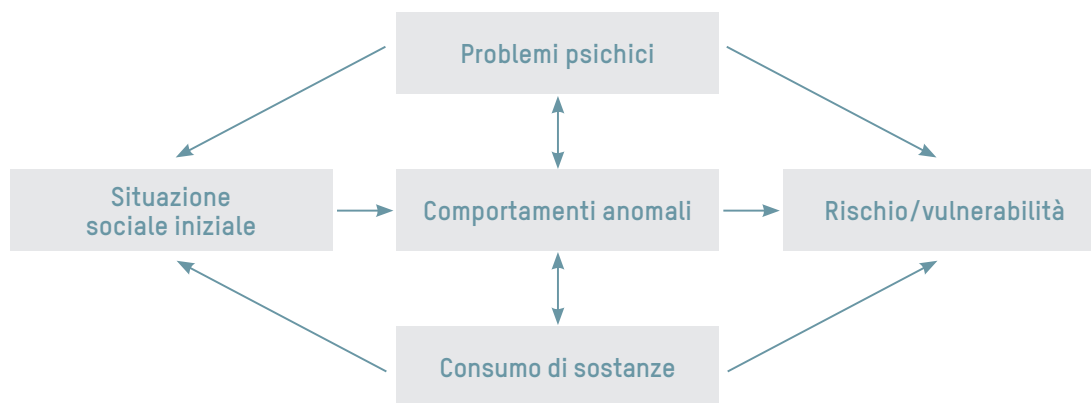 Problemi psichici
Situazione
sociale iniziale
Comportamenti anomali
Rischio/vulnerabilità
Consumo di sostanze